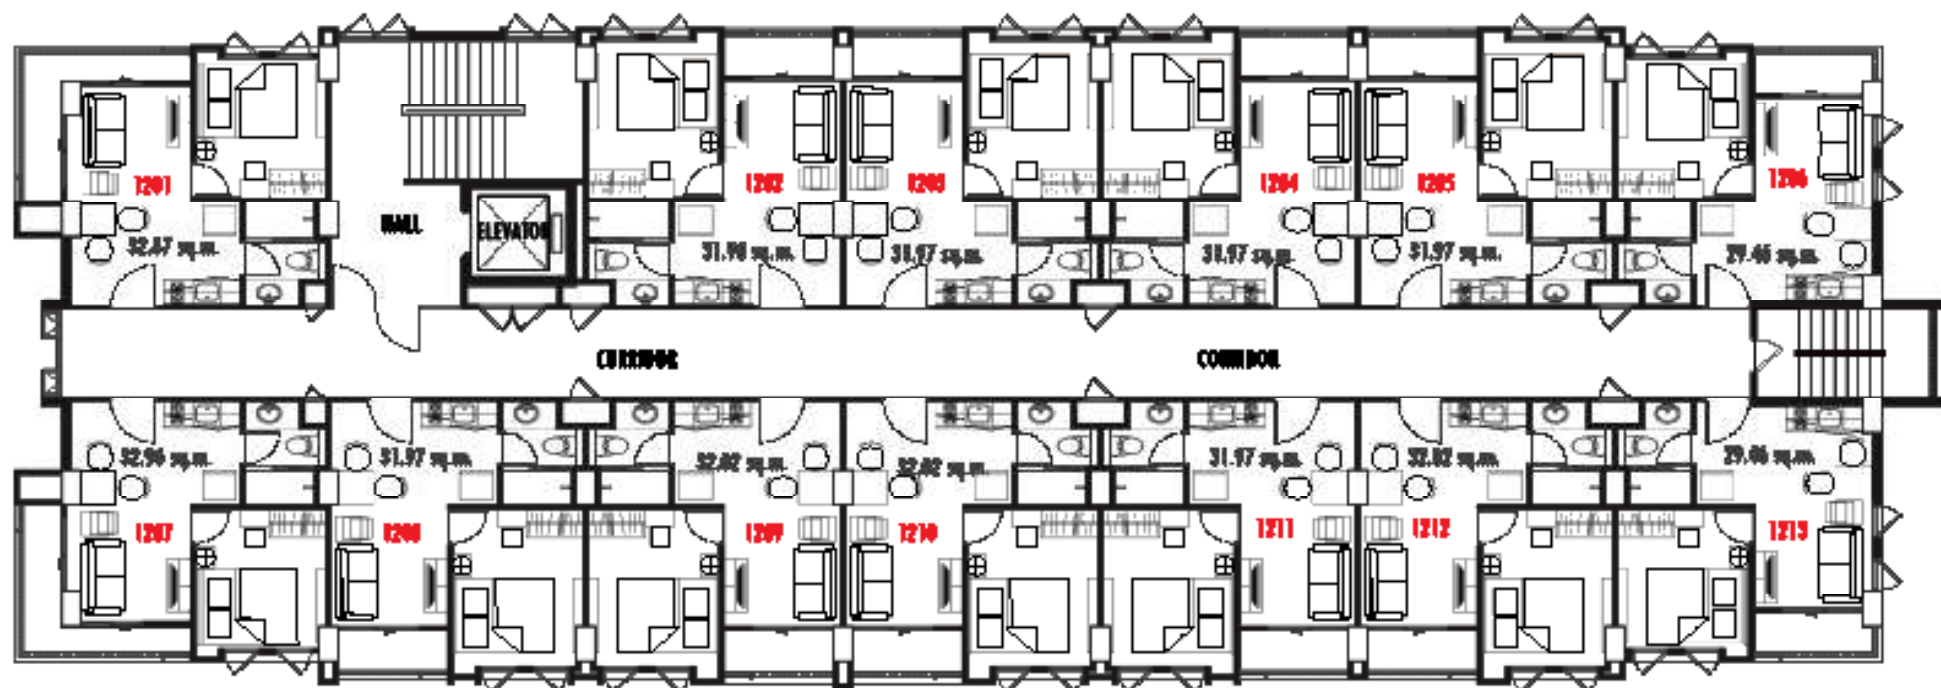 1201
1202
1203
1204
1205
1206
HALL
ELEVATOR
32.87 sq.m.
31.98 sq.m.
31.97 sq.m.
31.97 sq.m.
31.97 sq.m.
29.46 sq.m.
CORRIDOR
CORRIDOR
32.96 sq.m.
31.97 sq.m.
32.02 sq.m.
32.02 sq.m.
31.97 sq.m.
32.02 sq.m.
29.46 sq.m.
1207
1208
1209
1210
1211
1212
1213